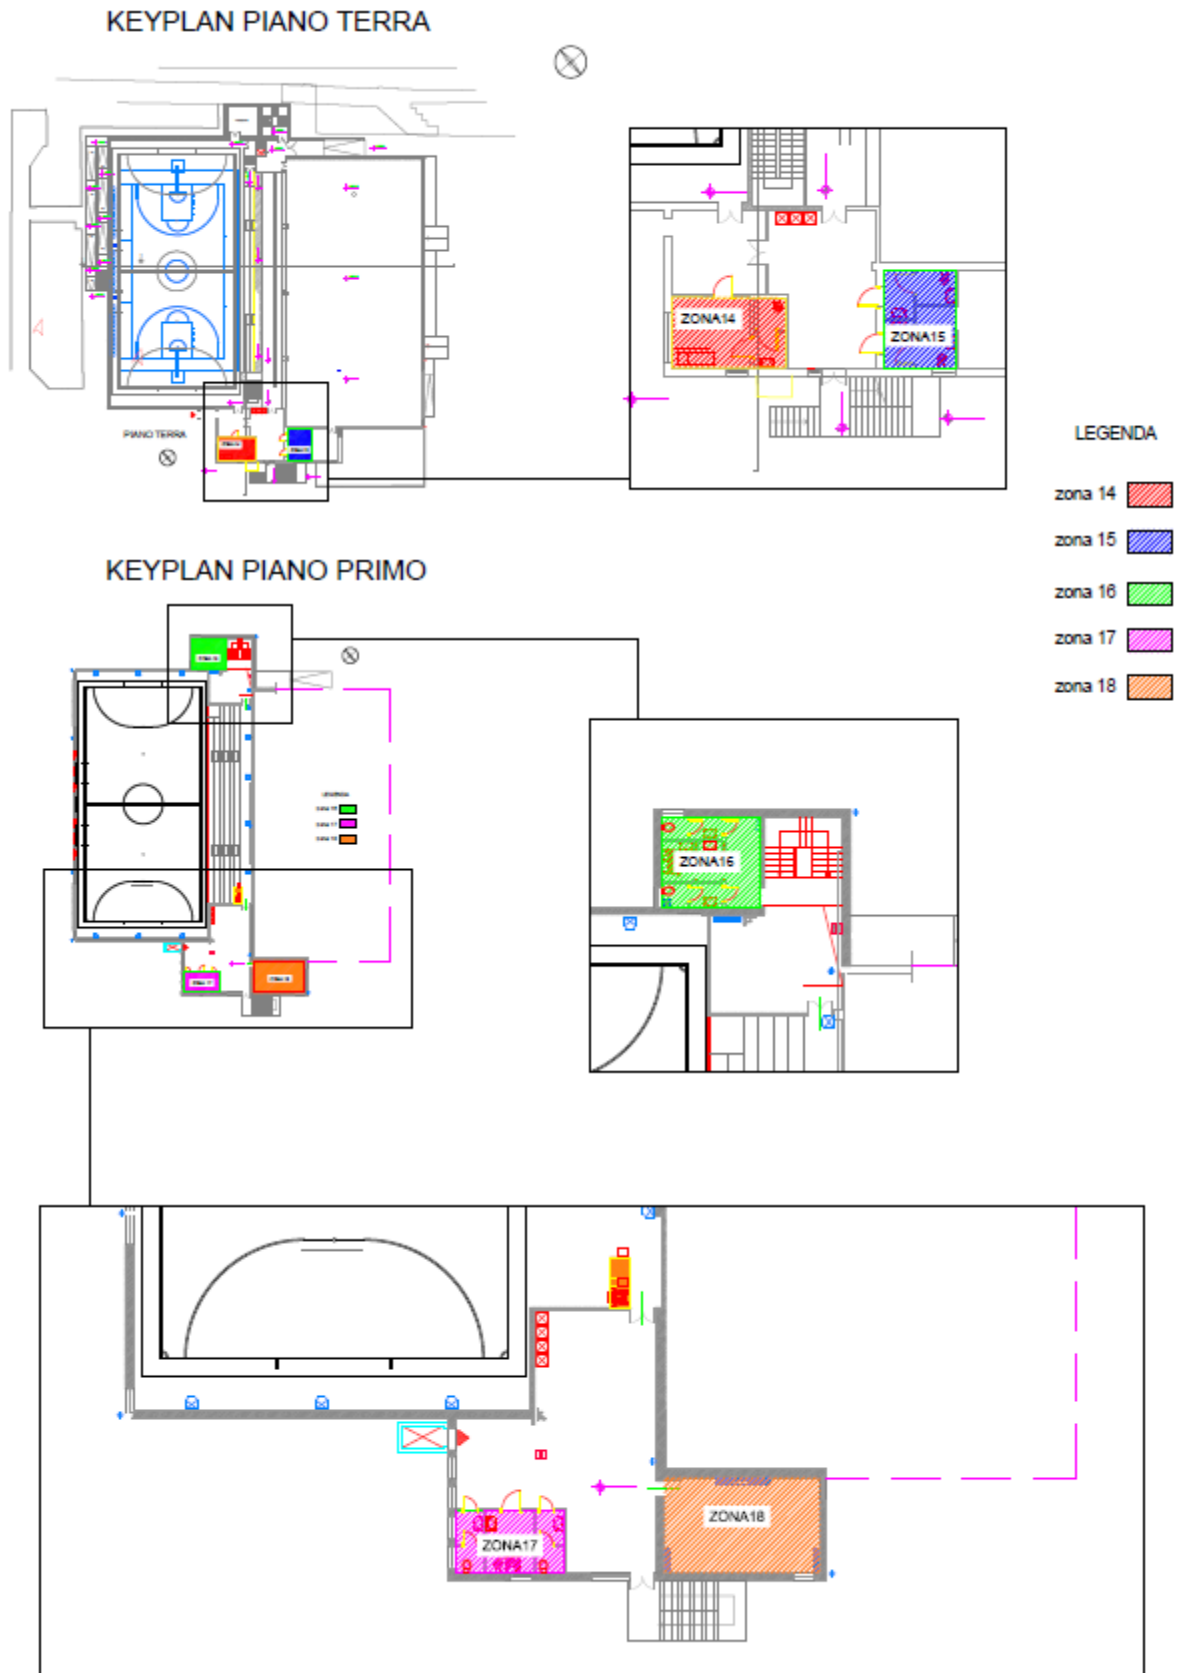 KEYPLAN PIANO TERRA
ZONA14
ZONA15
PIANO TERRA
LEGENDA
zona 14
zona 15
zona 16
zona 17
zona 18
KEYPLAN PIANO PRIMO
ZONA16
ZONA18
ZONA17